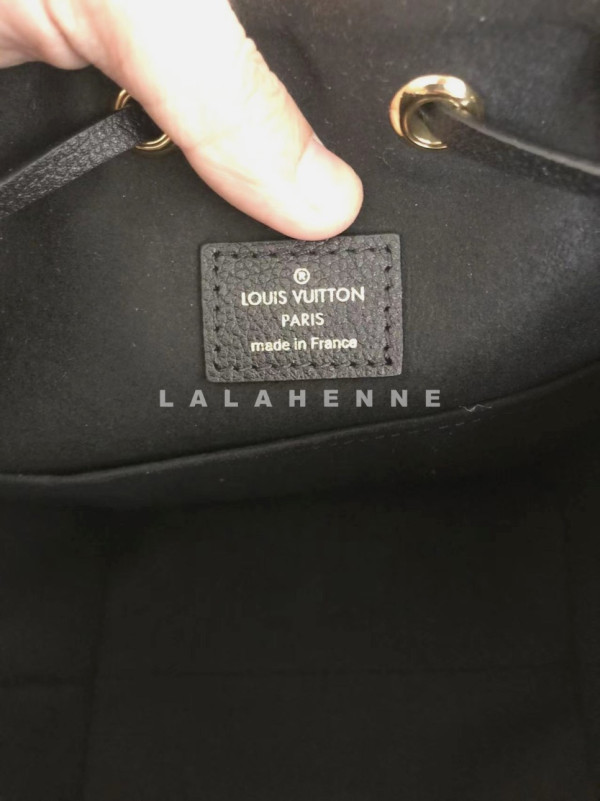 ®
LOUIS VUITTON
PARIS
made in France
LALAHENNE